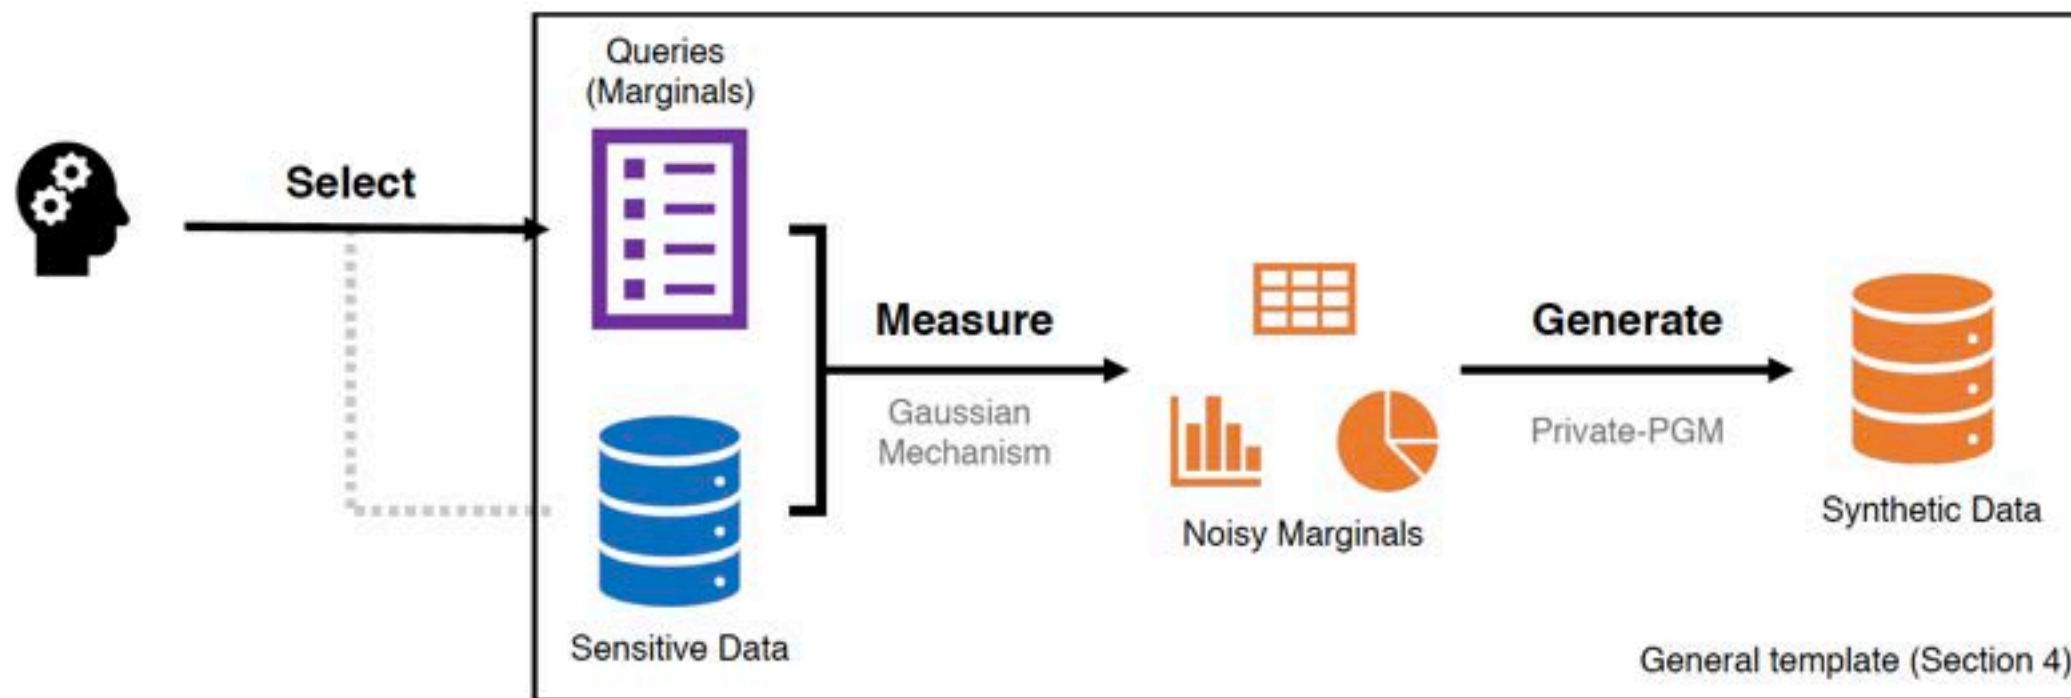 Queries
(Marginals)
Select
Measure
Gaussian
Mechanism
Generate
Private-PGM
Noisy Marginals
Synthetic Data
Sensitive Data
General template (Section 4)